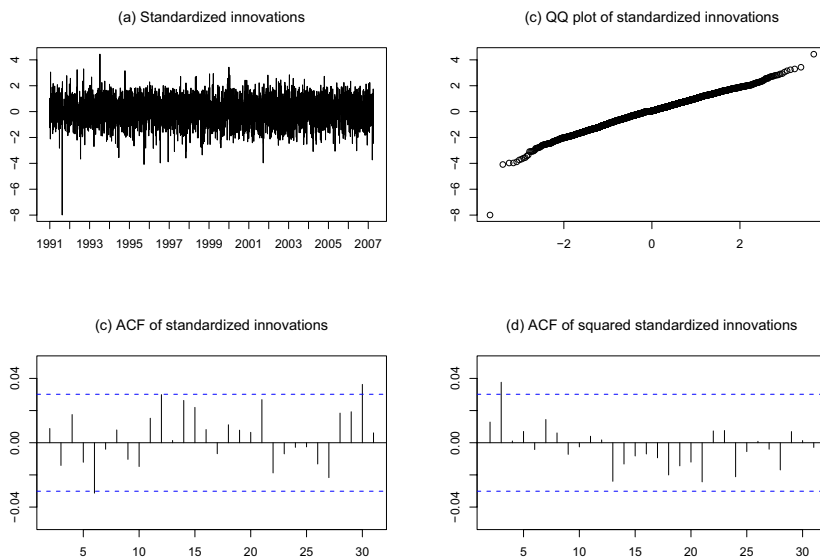 (a) Standardized innovations
4
2
0
−2
−4
−6
−8
1991 1993 1995 1997 1999 2001 2003 2005 2007
(c) QQ plot of standardized innovations
4
2
0
−2
−4
−6
−8
−2 0 2
(c) ACF of standardized innovations
0.04
0.00
−0.04
5 10 15 20 25 30
(d) ACF of squared standardized innovations
0.04
0.00
−0.04
5 10 15 20 25 30